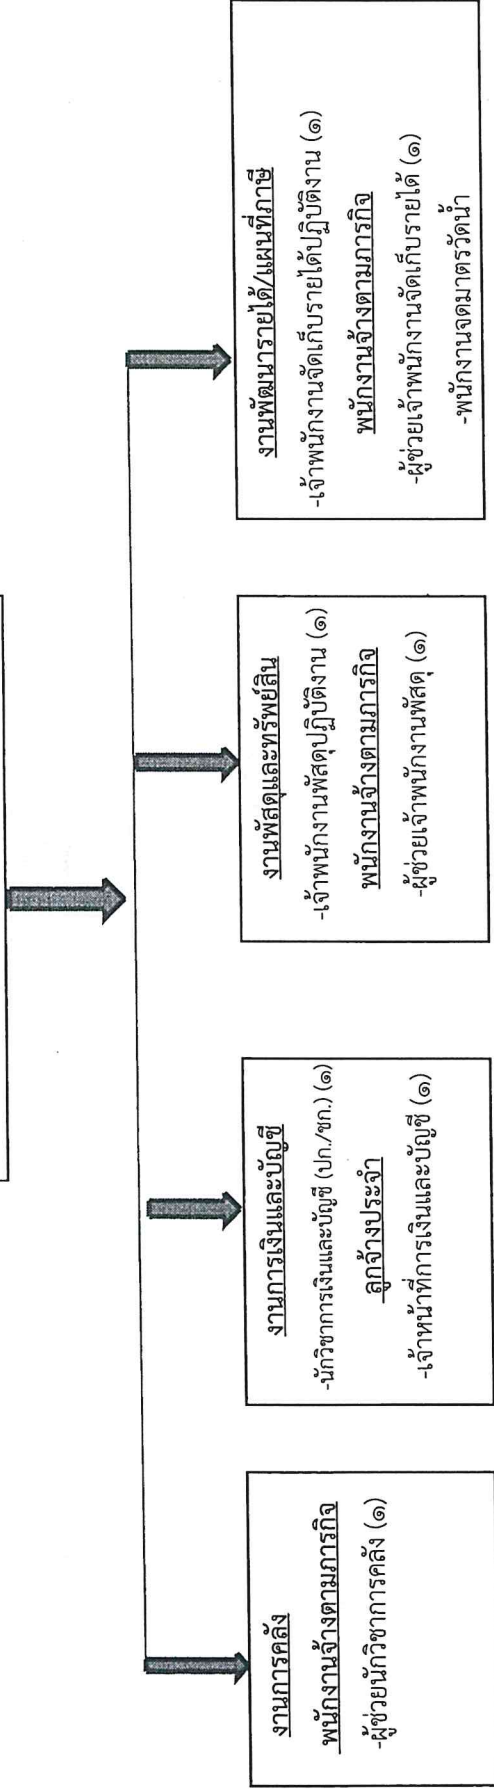 งานการคลัง
พนักงานจ้างตามภารกิจ
-ผู้ช่วยนักวิชาการคลัง (๑)
งานการเงินและบัญชี
-นักวิชาการเงินและบัญชี (ปก./ชก.) (๑)
ลูกจ้างประจำ
-เจ้าหน้าที่การเงินและบัญชี (๑)
งานพัสดุและทรัพย์สิน
-เจ้าพนักงานพัสดุปฏิบัติงาน (๑)
พนักงานจ้างตามภารกิจ
-ผู้ช่วยเจ้าพนักงานพัสดุ (๑)
งานพัฒนารายได้/แผนที่ภาษี
-เจ้าพนักงานจัดเก็บรายได้ปฏิบัติงาน (๑)
พนักงานจ้างตามภารกิจ
-ผู้ช่วยเจ้าพนักงานจัดเก็บรายได้ (๑)
-พนักงานจดมาตรวัดน้ำ